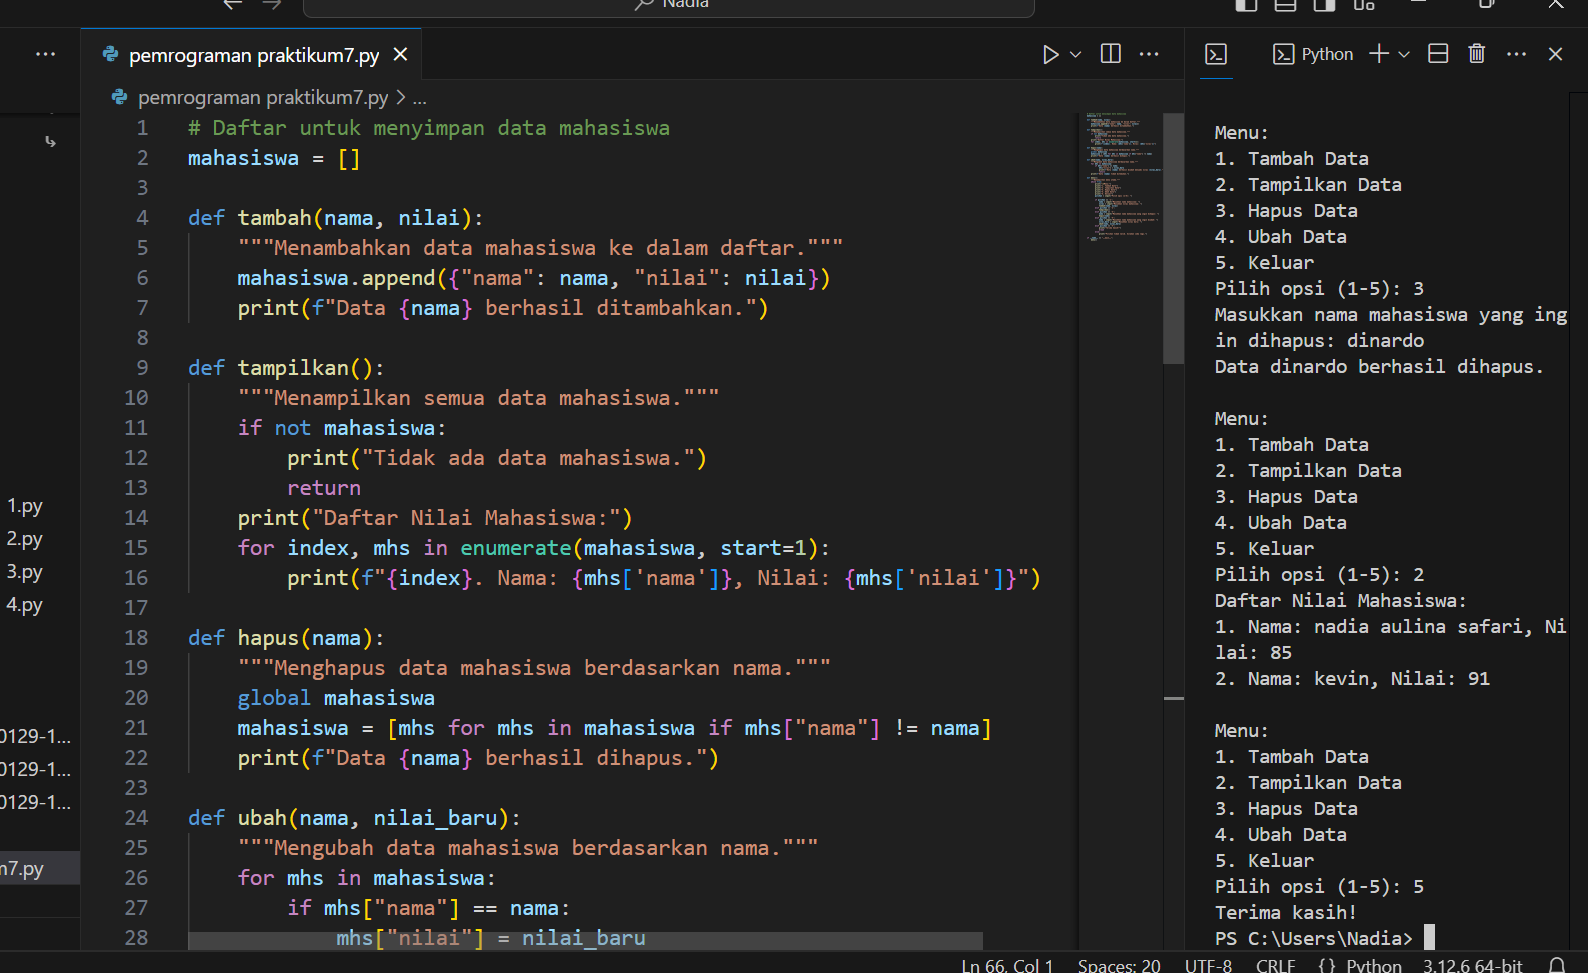 Nadia
pemrograman praktikum7.py
Python
pemrograman praktikum7.py > ...
1 # Daftar untuk menyimpan data mahasiswa
2 mahasiswa = []
3
4 def tambah(nama, nilai):
5 """Menambahkan data mahasiswa ke dalam daftar."""
6 mahasiswa.append({"nama": nama, "nilai": nilai})
7 print(f"Data {nama} berhasil ditambahkan.")
8
9 def tampilkan():
10 """Menampilkan semua data mahasiswa."""
11 if not mahasiswa:
12 print("Tidak ada data mahasiswa.")
13 return
14 print("Daftar Nilai Mahasiswa:")
15 for index, mhs in enumerate(mahasiswa, start=1):
16 print(f"{index}. Nama: {mhs['nama']}, Nilai: {mhs['nilai']}")
17
18 def hapus(nama):
19 """Menghapus data mahasiswa berdasarkan nama."""
20 global mahasiswa
21 mahasiswa = [mhs for mhs in mahasiswa if mhs["nama"] != nama]
22 print(f"Data {nama} berhasil dihapus.")
23
24 def ubah(nama, nilai_baru):
25 """Mengubah data mahasiswa berdasarkan nama."""
26 for mhs in mahasiswa:
27 if mhs["nama"] == nama:
28 mhs["nilai"] = nilai_baru
1.py
2.py
3.py
4.py
0129-1...
0129-1...
0129-1...
m7.py
Menu:
1. Tambah Data
2. Tampilkan Data
3. Hapus Data
4. Ubah Data
5. Keluar
Pilih opsi (1-5): 3
Masukkan nama mahasiswa yang ing
in dihapus: dinardo
Data dinardo berhasil dihapus.
Menu:
1. Tambah Data
2. Tampilkan Data
3. Hapus Data
4. Ubah Data
5. Keluar
Pilih opsi (1-5): 2
Daftar Nilai Mahasiswa:
1. Nama: nadia aulina safari, Ni
lai: 85
2. Nama: kevin, Nilai: 91
Menu:
1. Tambah Data
2. Tampilkan Data
3. Hapus Data
4. Ubah Data
5. Keluar
Pilih opsi (1-5): 5
Terima kasih!
PS C:\Users\Nadia>
Ln 66, Col 1 Spaces: 20 UTF-8 CRLF {} Python 3.12.6 64-bit